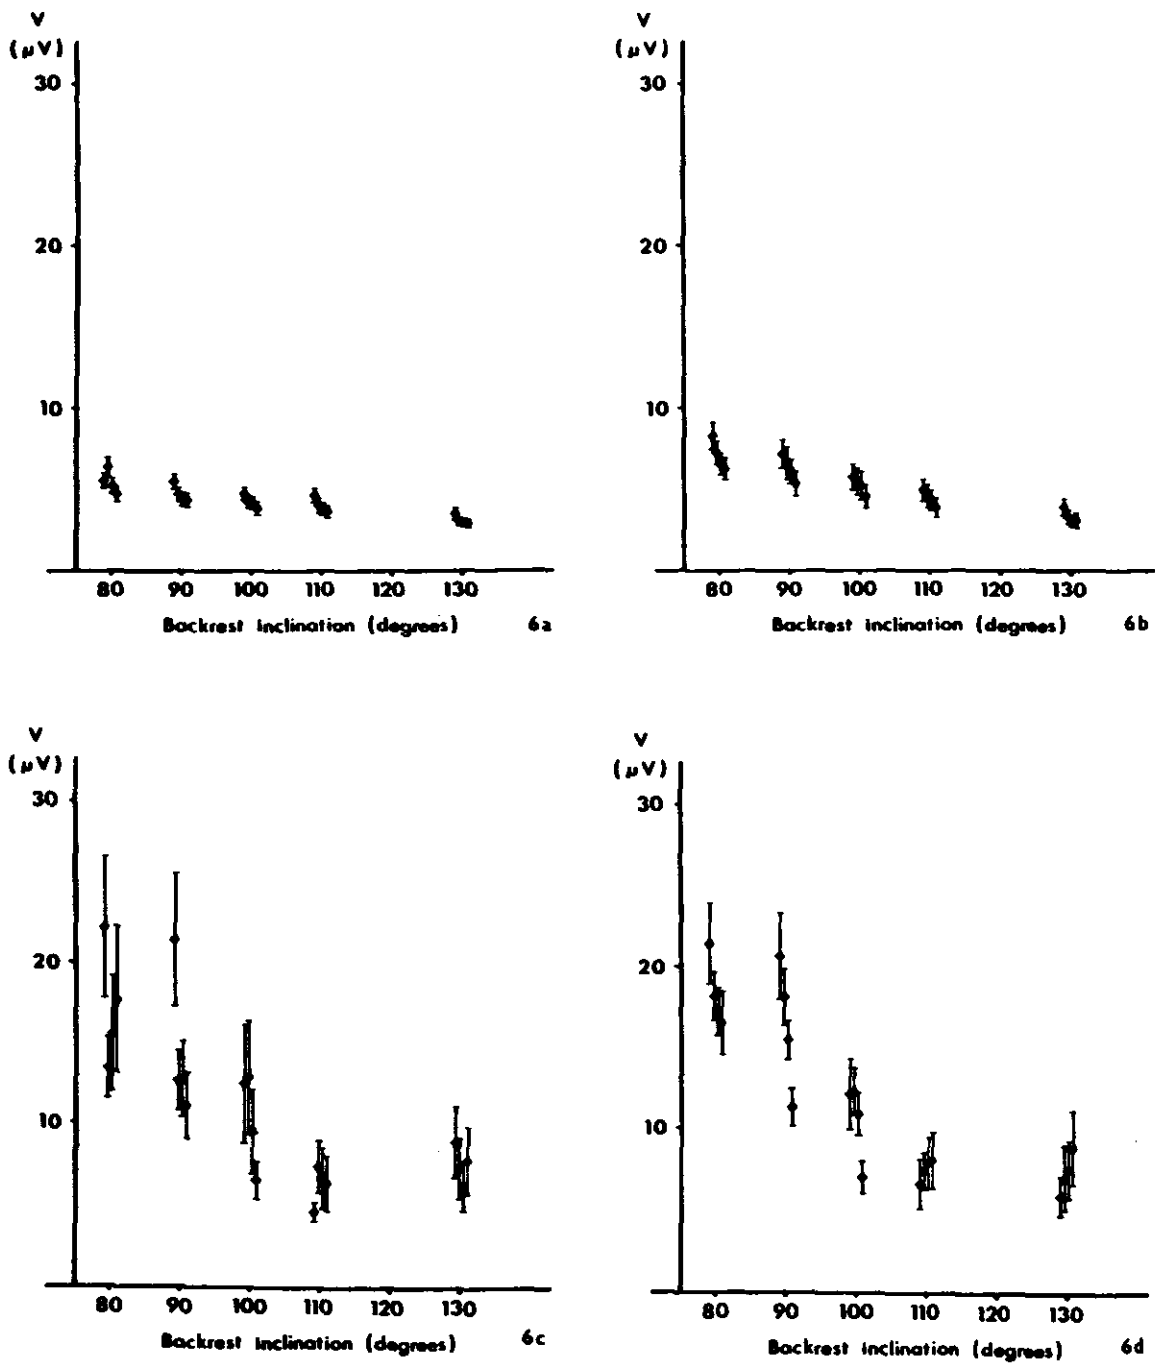 V
(μV)
30
20
10
80 90 100 110 120 130
Backrest Inclination (degrees) 6a
V
(μV)
30
20
10
80 90 100 110 120 130
Backrest Inclination (degrees) 6b
V
(μV)
30
20
10
80 90 100 110 120 130
Backrest Inclination (degrees) 6c
V
(μV)
30
20
10
80 90 100 110 120 130
Backrest Inclination (degrees) 6d